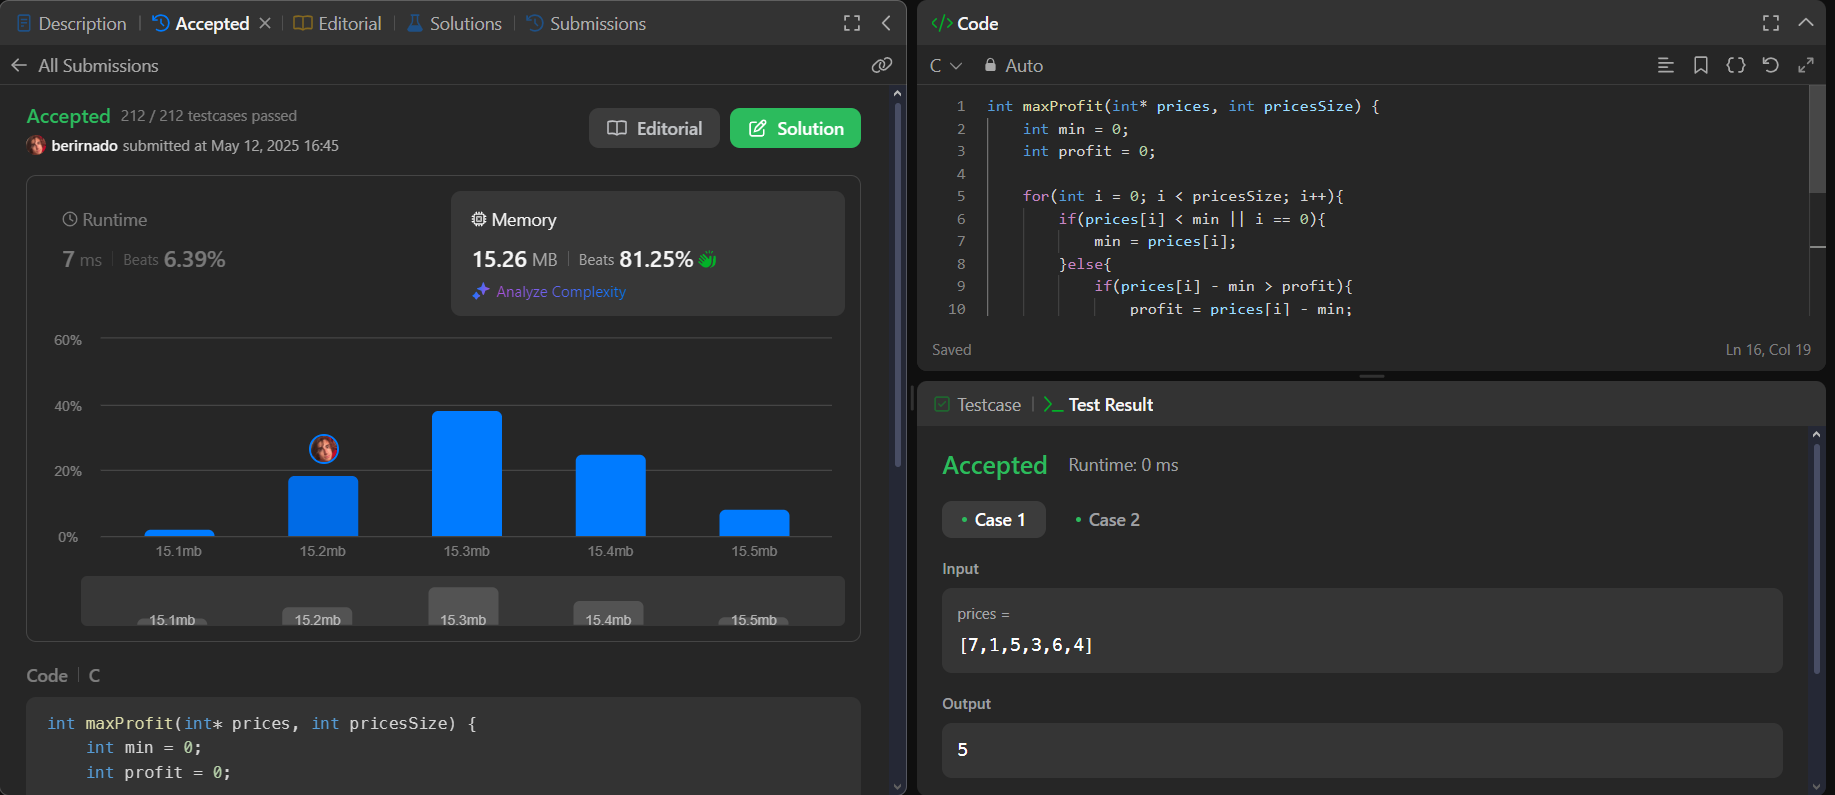 Description
Accepted
Editorial
Solutions
Submissions
All Submissions
Accepted 212 / 212 testcases passed
berirnado submitted at May 12, 2025 16:45
Editorial
Solution
Runtime
7 ms Beats 6.39%
Memory
15.26 MB Beats 81.25%
Analyze Complexity
60%
40%
20%
0%
15.1mb 15.2mb 15.3mb 15.4mb 15.5mb
15.1mb 15.2mb 15.3mb 15.4mb 15.5mb
Code C
int maxProfit(int* prices, int pricesSize) {
    int min = 0;
    int profit = 0;
</> Code
C Auto
1 int maxProfit(int* prices, int pricesSize) {
2     int min = 0;
3     int profit = 0;
4
5     for(int i = 0; i < pricesSize; i++){
6         if(prices[i] < min || i == 0){
7             min = prices[i];
8         }else{
9             if(prices[i] - min > profit){
10                 profit = prices[i] - min;
Saved
Ln 16, Col 19
Testcase
Test Result
Accepted Runtime: 0 ms
• Case 1 • Case 2
Input
prices =
[7,1,5,3,6,4]
Output
5